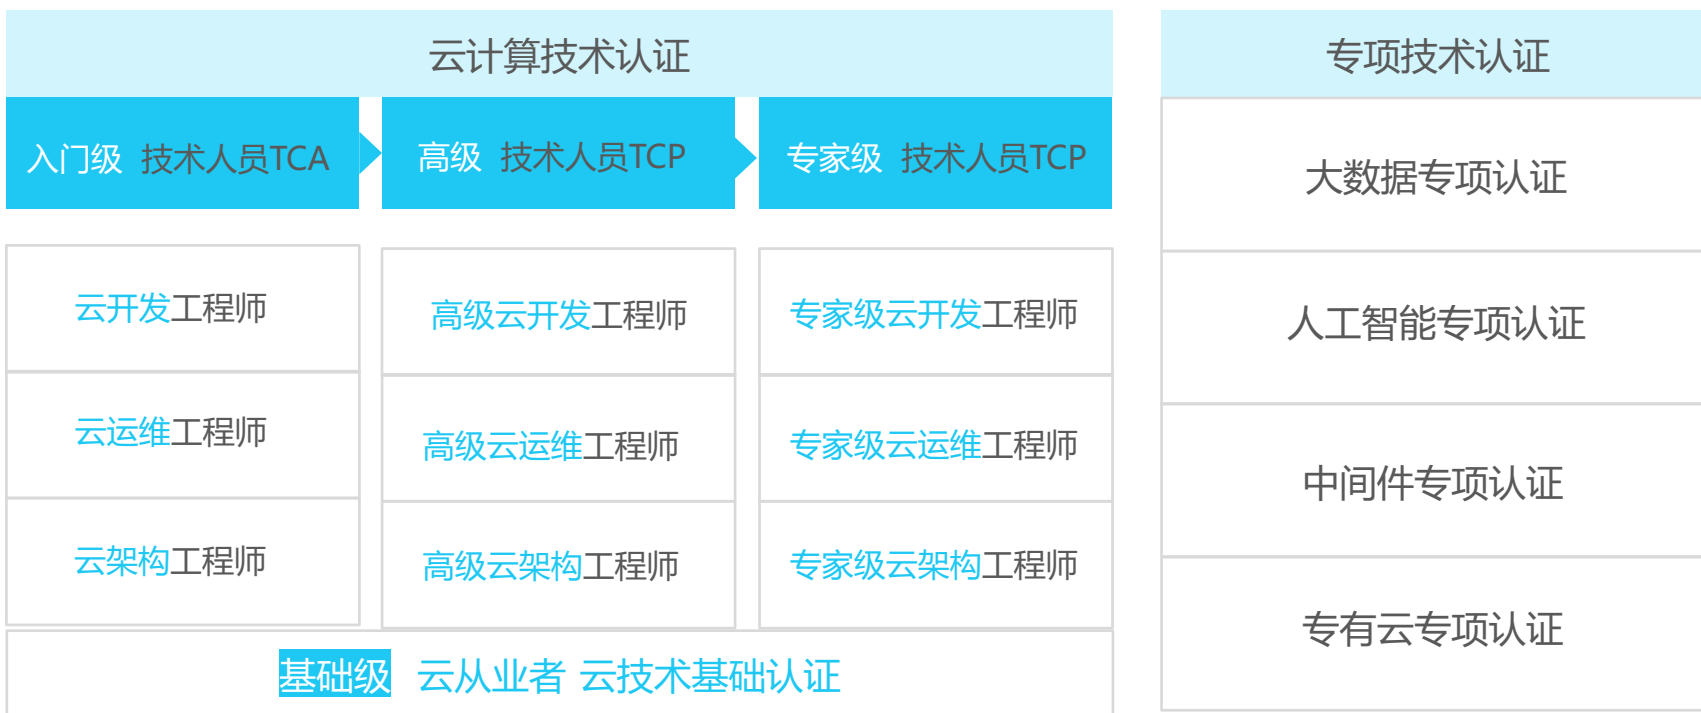 云计算技术认证
专项技术认证
入门级 技术人员TCA
高级 技术人员TCP
专家级 技术人员TCP
云开发工程师
高级云开发工程师
专家级云开发工程师
云运维工程师
高级云运维工程师
专家级云运维工程师
云架构工程师
高级云架构工程师
专家级云架构工程师
基础级 云从业者 云技术基础认证
大数据专项认证
人工智能专项认证
中间件专项认证
专有云专项认证